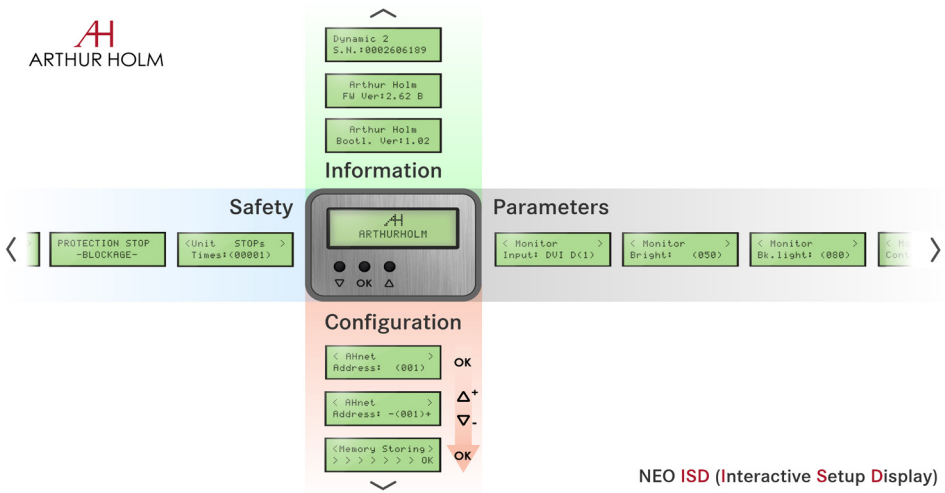 AH
ARTHUR HOLM
Dynamic 2
S.N.:0002606189
Arthur Holm
FW Ver:2.62 B
Arthur Holm
Bootl. Ver:1.02
Information
Safety
PROTECTION STOP
-BLOCKAGE-
<Unit STOPs >
Times:(00001)
AH
ARTHURHOLM
OK
Parameters
< Monitor >
Input: DVI D(1)
< Monitor >
Bright: (050)
< Monitor >
Bk.light: (080)
Configuration
< AHnet >
Address: (001)
OK
< AHnet >
Address: -(001)+
△+
▽-
<Memory Storing>
> > > > > > > OK
OK
NEO ISD (Interactive Setup Display)